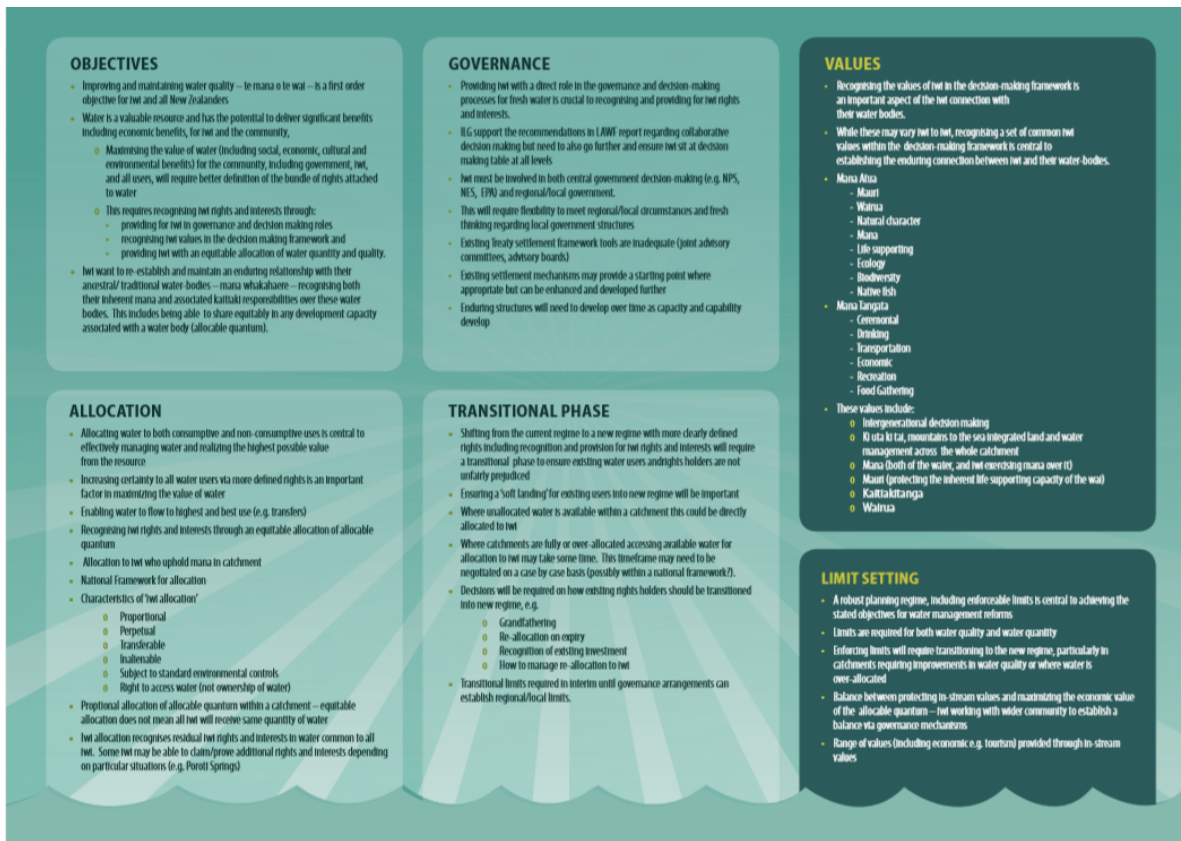 OBJECTIVES
• Improving and maintaining water quality – te mana o te wai – is a first order
objective for iwi and all New Zealanders
• Water is a valuable resource and has the potential to deliver significant benefits
including economic benefits, for iwi and the community,
o Maximising the value of water (including social, economic, cultural and
environmental benefits) for the community, including government, iwi,
and all users, will require better definition of the bundle of rights attached
to water
o This requires recognising iwi rights and interests through:
• providing for iwi in governance and decision making roles
• recognising iwi values in the decision making framework and
• providing iwi with an equitable allocation of water quantity and quality.
• Iwi want to re-establish and maintain an enduring relationship with their
ancestral/ traditional water-bodies – mana whakahaere – recognising both
their inherent mana and associated kaitiaki responsibilities over these water
bodies. This includes being able to share equitably in any development capacity
associated with a water body (allocable quantum).
GOVERNANCE
• Providing iwi with a direct role in the governance and decision-making
processes for fresh water is crucial to recognising and providing for iwi rights
and interests.
• ILG support the recommendations in LAWF report regarding collaborative
decision making but need to also go further and ensure iwi sit at decision
making table at all levels
• Iwi must be involved in both central government decision-making (e.g. NPS,
NES, EPA) and regional/local government.
• This will require flexibility to meet regional/local circumstances and fresh
thinking regarding local government structures
• Existing Treaty settlement framework tools are inadequate (joint advisory
committees, advisory boards)
• Existing settlement mechanisms may provide a starting point where
appropriate but can be enhanced and developed further
• Enduring structures will need to develop over time as capacity and capability
develop
VALUES
• Recognising the values of iwi in the decision-making framework is
an important aspect of the iwi connection with
their water bodies.
• While these may vary iwi to iwi, recognising a set of common iwi
values within the decision-making framework is central to
establishing the enduring connection between iwi and their water-bodies.
• Mana Atua
- Mauri
- Wairua
- Natural character
- Mana
- Life supporting
- Ecology
- Biodiversity
- Native fish
• Mana Tangata
- Ceremonial
- Drinking
- Transportation
- Economic
- Recreation
- Food Gathering
• These values include:
o Intergenerational decision making
o Ki uta ki tai, mountains to the sea integrated land and water
management across the whole catchment
o Mana (both of the water, and iwi exercising mana over it)
o Mauri (protecting the inherent life supporting capacity of the wai)
o Kaitiakitanga
o Wairua
ALLOCATION
• Allocating water to both consumptive and non-consumptive uses is central to
effectively managing water and realizing the highest possible value
from the resource
• Increasing certainty to all water users via more defined rights is an important
factor in maximizing the value of water
• Enabling water to flow to highest and best use (e.g. transfers)
• Recognising iwi rights and interests through an equitable allocation of allocable
quantum
• Allocation to iwi who uphold mana in catchment
• National Framework for allocation
• Characteristics of 'iwi allocation'
o Proportional
o Perpetual
o Transferable
o Inalienable
o Subject to standard environmental controls
o Right to access water (not ownership of water)
• Proptional allocation of allocable quantum within a catchment – equitable
allocation does not mean all iwi will receive same quantity of water
• Iwi allocation recognises residual iwi rights and interests in water common to all
iwi. Some iwi may be able to claim/prove additional rights and interests depending
on particular situations (e.g. Poroti Springs)
TRANSITIONAL PHASE
• Shifting from the current regime to a new regime with more clearly defined
rights including recognition and provision for iwi rights and interests will require
a transitional phase to ensure existing water users andrights holders are not
unfairly prejudiced
• Ensuring a 'soft landing' for existing users into new regime will be important
• Where unallocated water is available within a catchment this could be directly
allocated to iwi
• Where catchments are fully or over-allocated accessing available water for
allocation to iwi may take some time. This timeframe may need to be
negotiated on a case by case basis (possibly within a national framework?).
• Decisions will be required on how existing rights holders should be transitioned
into new regime, e.g.
o Grandfathering
o Re-allocation on expiry
o Recognition of existing investment
o How to manage re-allocation to iwi
• Transitional limits required in interim until governance arrangements can
establish regional/local limits.
LIMIT SETTING
• A robust planning regime, including enforceable limits is central to achieving the
stated objectives for water management reforms
• Limits are required for both water quality and water quantity
• Enforcing limits will require transitioning to the new regime, particularly in
catchments requiring improvements in water quality or where water is
over-allocated
• Balance between protecting in-stream values and maximizing the economic value
of the allocable quantum – iwi working with wider community to establish a
balance via governance mechanisms
• Range of values (including economic e.g. tourism) provided through in-stream
values